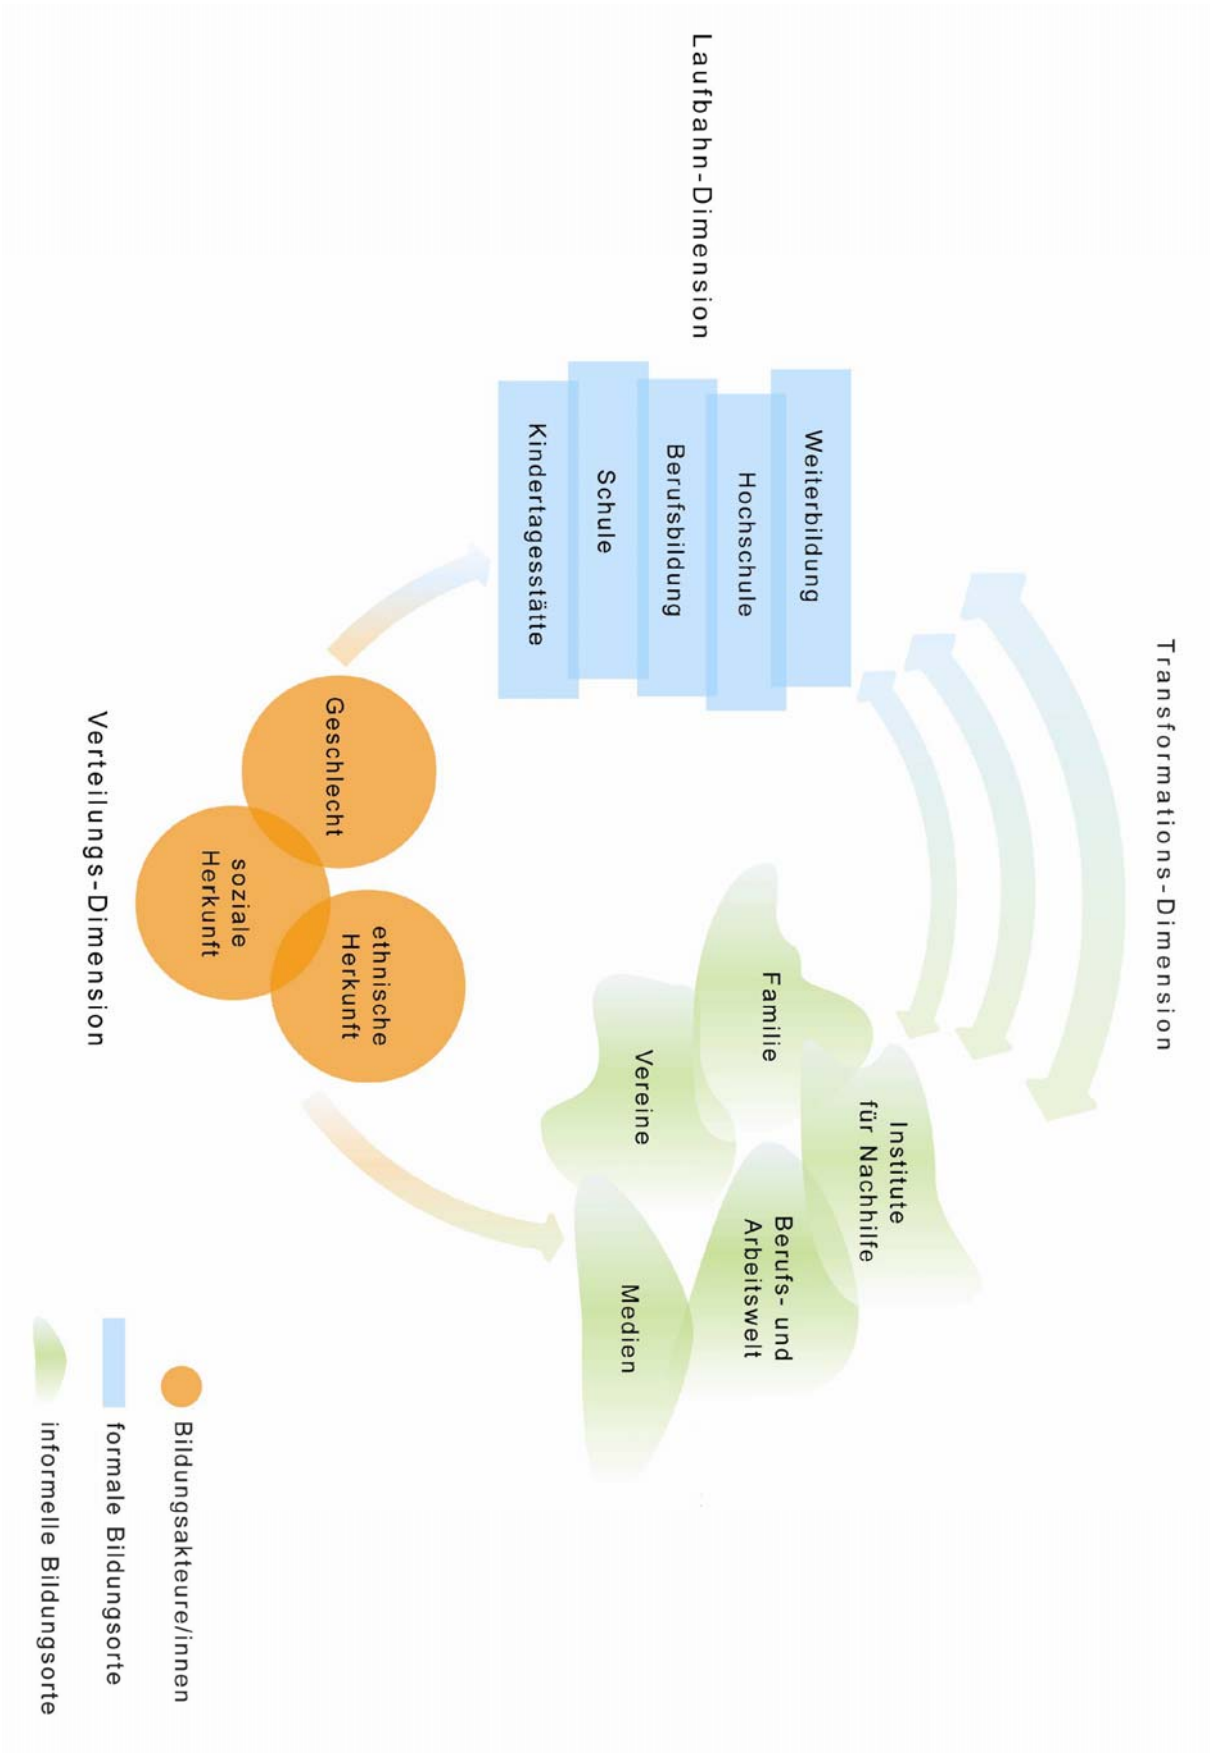 Transformations-Dimension
Laufbahn-Dimension
Weiterbildung
Hochschule
Berufsbildung
Schule
Kindertagesstätte
Institute
für Nachhilfe
Familie
Berufs- und
Arbeitswelt
Vereine
Medien
Geschlecht
ethnische
Herkunft
soziale
Herkunft
Verteilungs-Dimension
Bildungsakteure/innen
formale Bildungsorte
informelle Bildungsorte